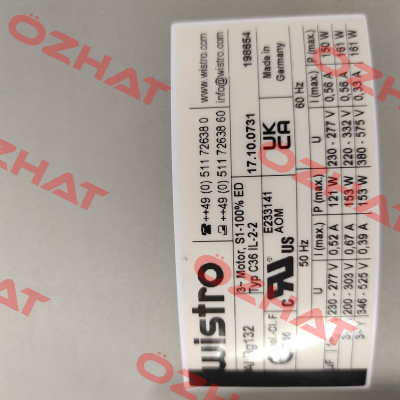 wistro
☎ ++49 (0) 511 72638 0
++49 (0) 511 72638 60
www.wistro.com
info@wistro.com
3~ Motor, S1-100% ED
Typ C36 IL-2-2
17.10.0731
198654
E233141
AOM
C US
UK CA
Made in
Germany
50 Hz
60 Hz
U I (max.) P (max.) U I (max.) P (max.)
230 - 277 V 0,52 A 121 W 230 - 277 V 0,56 A 150 W
200 - 303 V 0,67 A 153 W 220 - 332 V 0,56 A 161 W
346 - 525 V 0,39 A 153 W 380 - 575 V 0,33 A 161 W
ÖZHAT
ÖZHAT
ÖZHAT
ÖZHAT
ÖZHAT